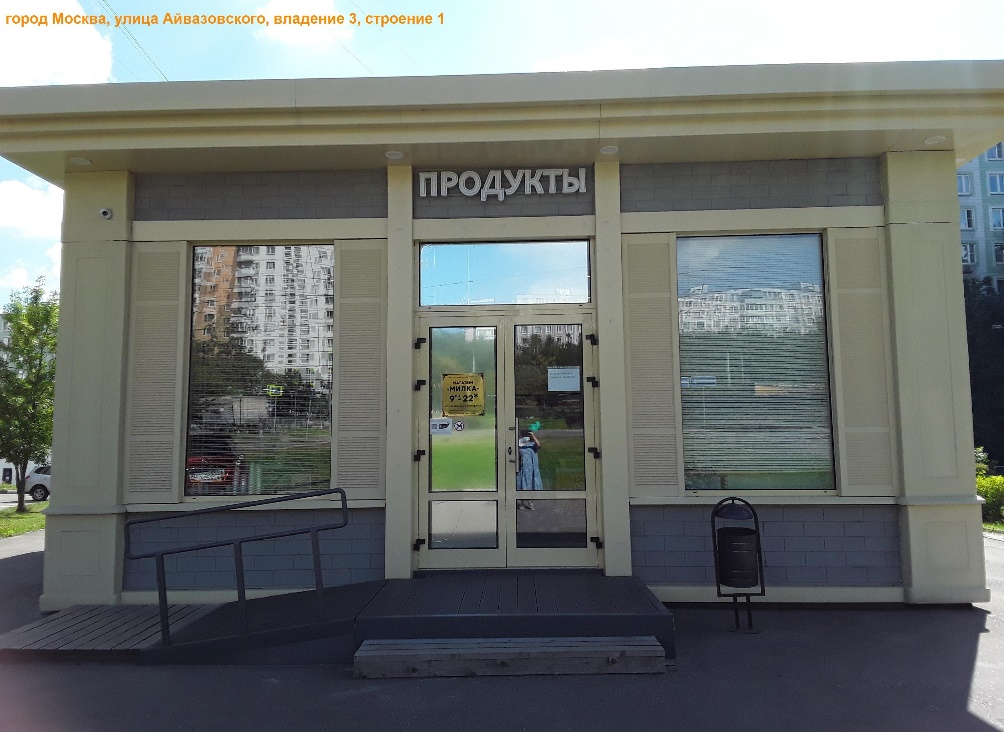 город Москва, улица Айвазовского, владение 3, строение 1
ПРОДУКТЫ
МАГАЗИН
«МИЛКА»
9⁰⁰ 22⁰⁰